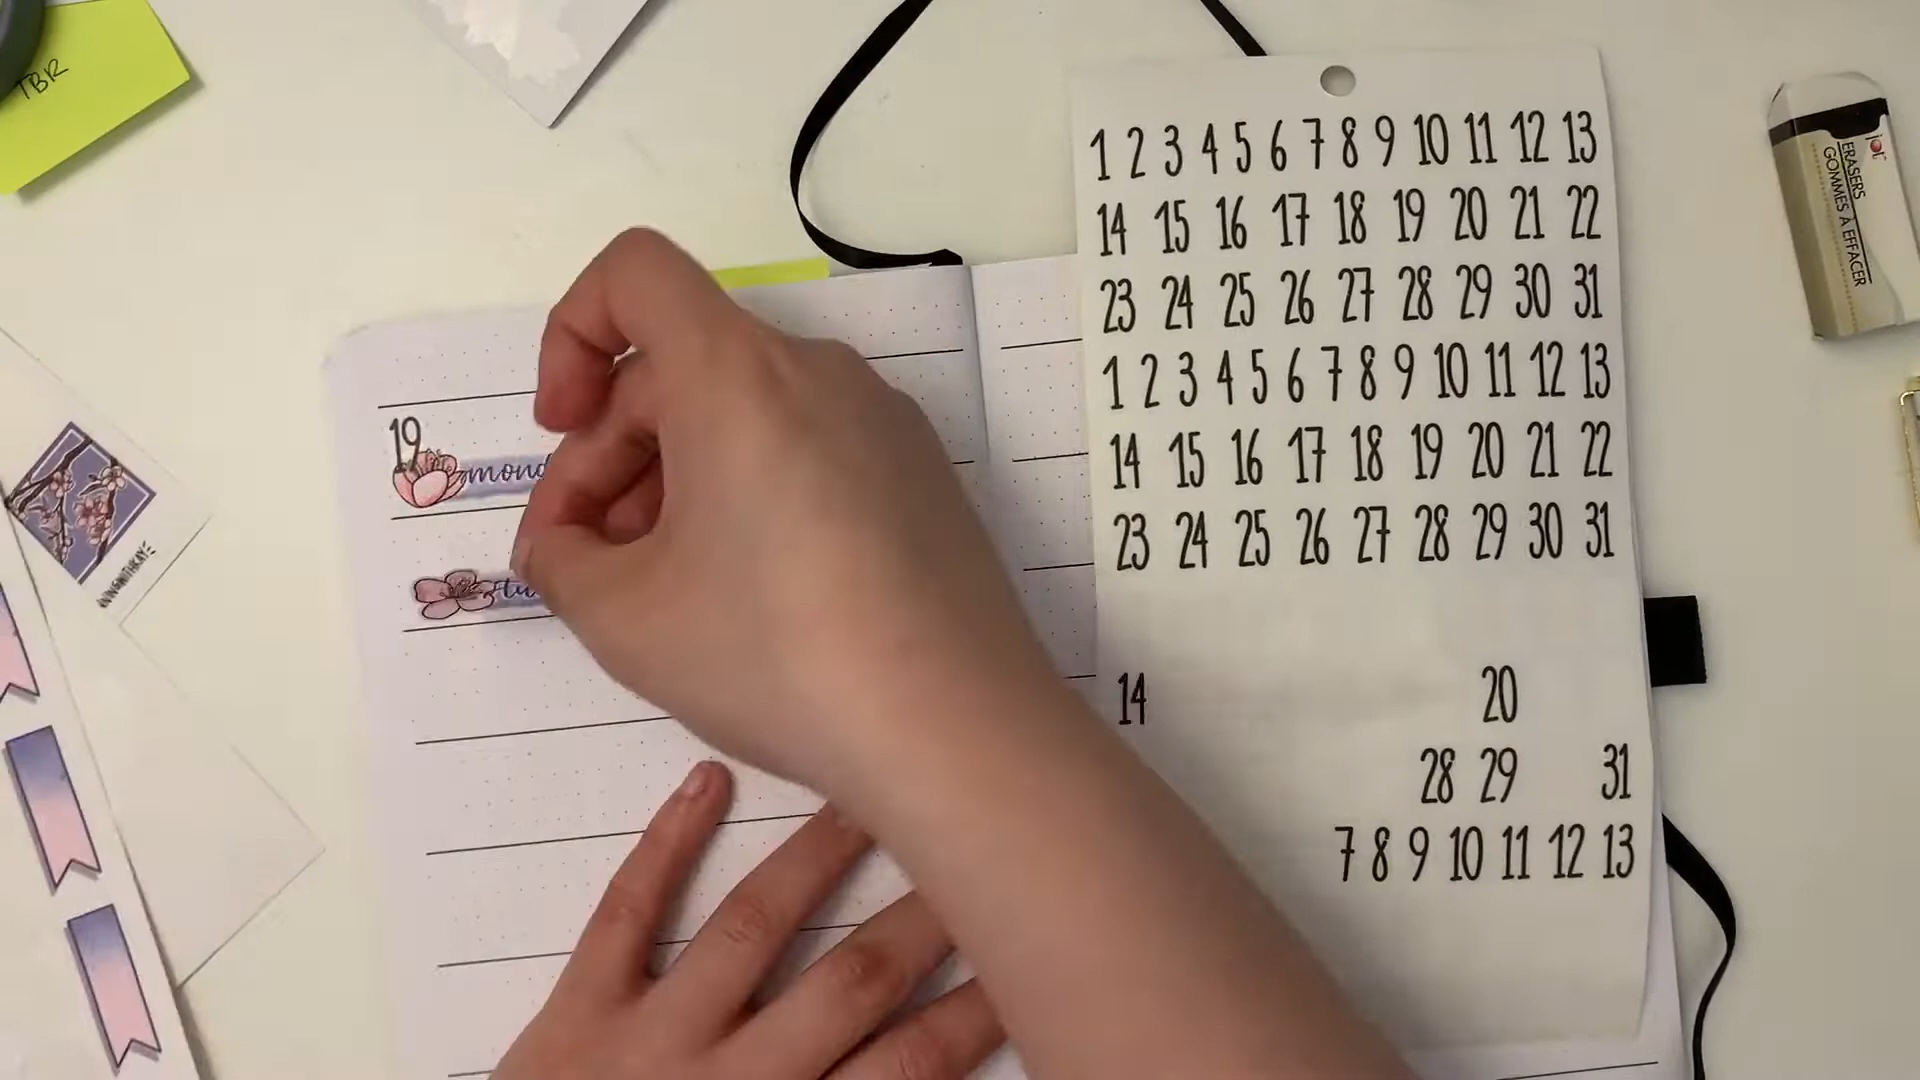 TBR
1 2 3 4 5 6 7 8 9 10 11 12 13
14 15 16 17 18 19 20 21 22
23 24 25 26 27 28 29 30 31
1 2 3 4 5 6 7 8 9 10 11 12 13
14 15 16 17 18 19 20 21 22
23 24 25 26 27 28 29 30 31
14 20
28 29 31
7 8 9 10 11 12 13
19
mond
tu
jot
ERASERS
GOMMES À EFFACER